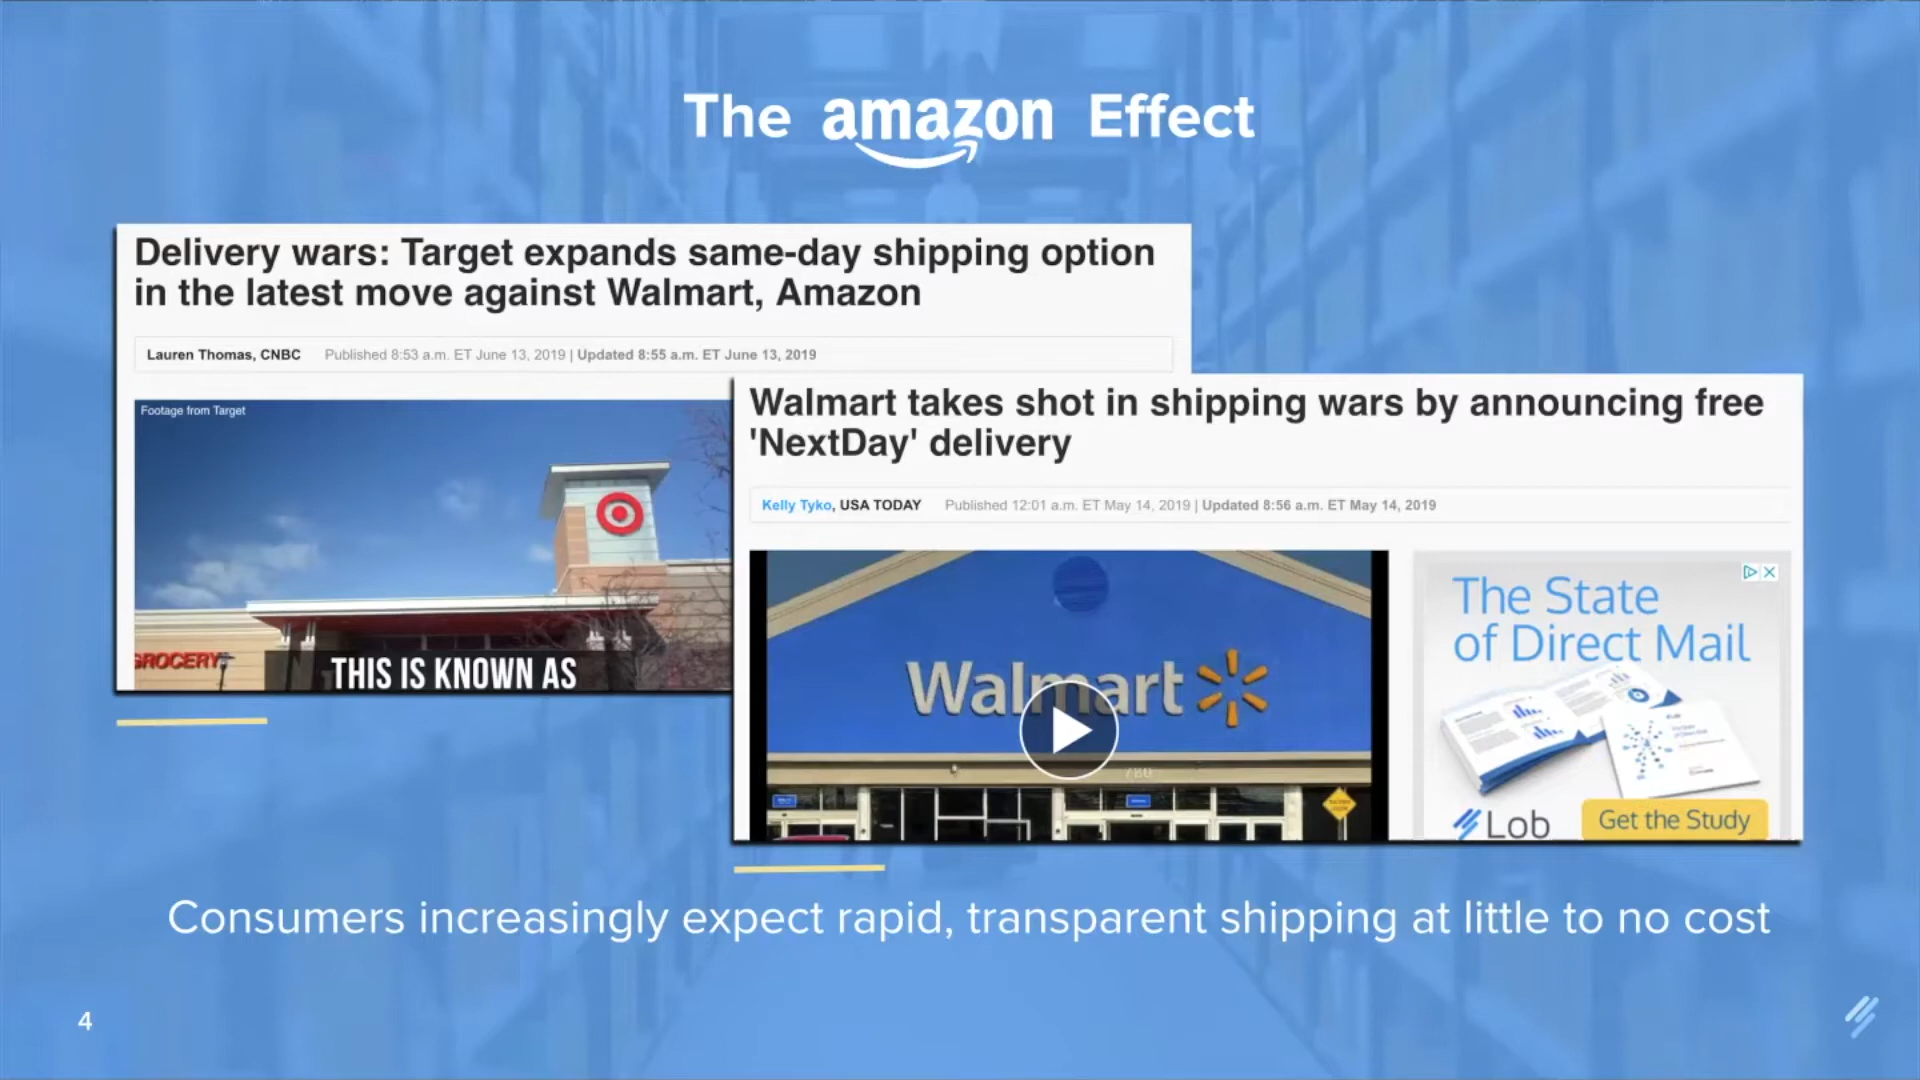 The amazon Effect
Delivery wars: Target expands same-day shipping option
in the latest move against Walmart, Amazon
Lauren Thomas, CNBC Published 8:53 a.m. ET June 13, 2019 | Updated 8:55 a.m. ET June 13, 2019
Footage from Target
GROCERY
THIS IS KNOWN AS
Walmart takes shot in shipping wars by announcing free
'NextDay' delivery
Kelly Tyko, USA TODAY Published 12:01 a.m. ET May 14, 2019 | Updated 8:56 a.m. ET May 14, 2019
Walmart
780
The State
of Direct Mail
Lob
Get the Study
Consumers increasingly expect rapid, transparent shipping at little to no cost
4